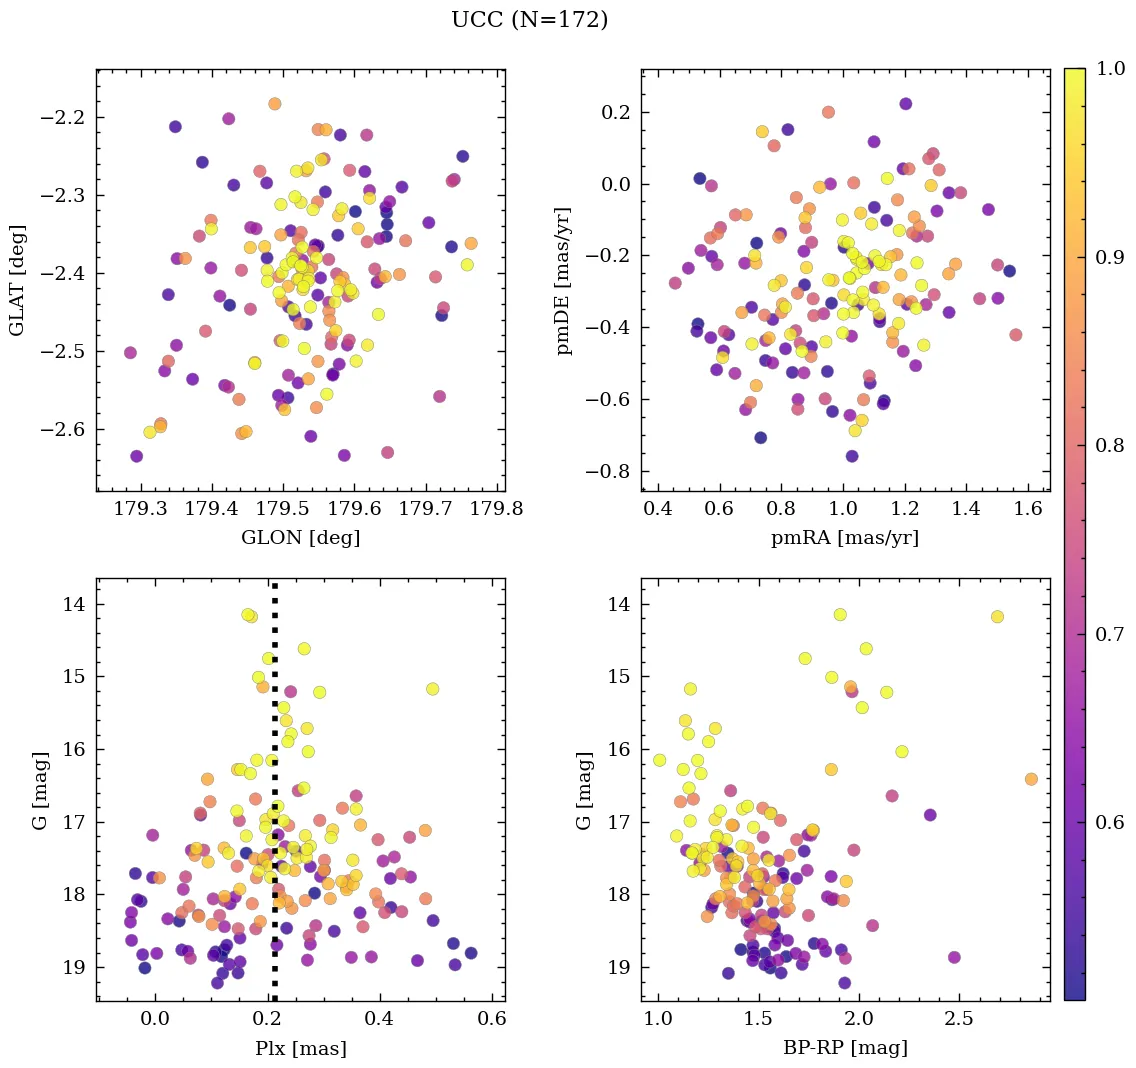 UCC (N=172)
−2.2
−2.3
−2.4
−2.5
−2.6
GLAT [deg]
179.3 179.4 179.5 179.6 179.7 179.8
GLON [deg]
0.2
0.0
−0.2
−0.4
−0.6
−0.8
pmDE [mas/yr]
0.4 0.6 0.8 1.0 1.2 1.4 1.6
pmRA [mas/yr]
14
15
16
17
18
19
G [mag]
0.0 0.2 0.4 0.6
Plx [mas]
14
15
16
17
18
19
G [mag]
1.0 1.5 2.0 2.5
BP-RP [mag]
1.0
0.9
0.8
0.7
0.6